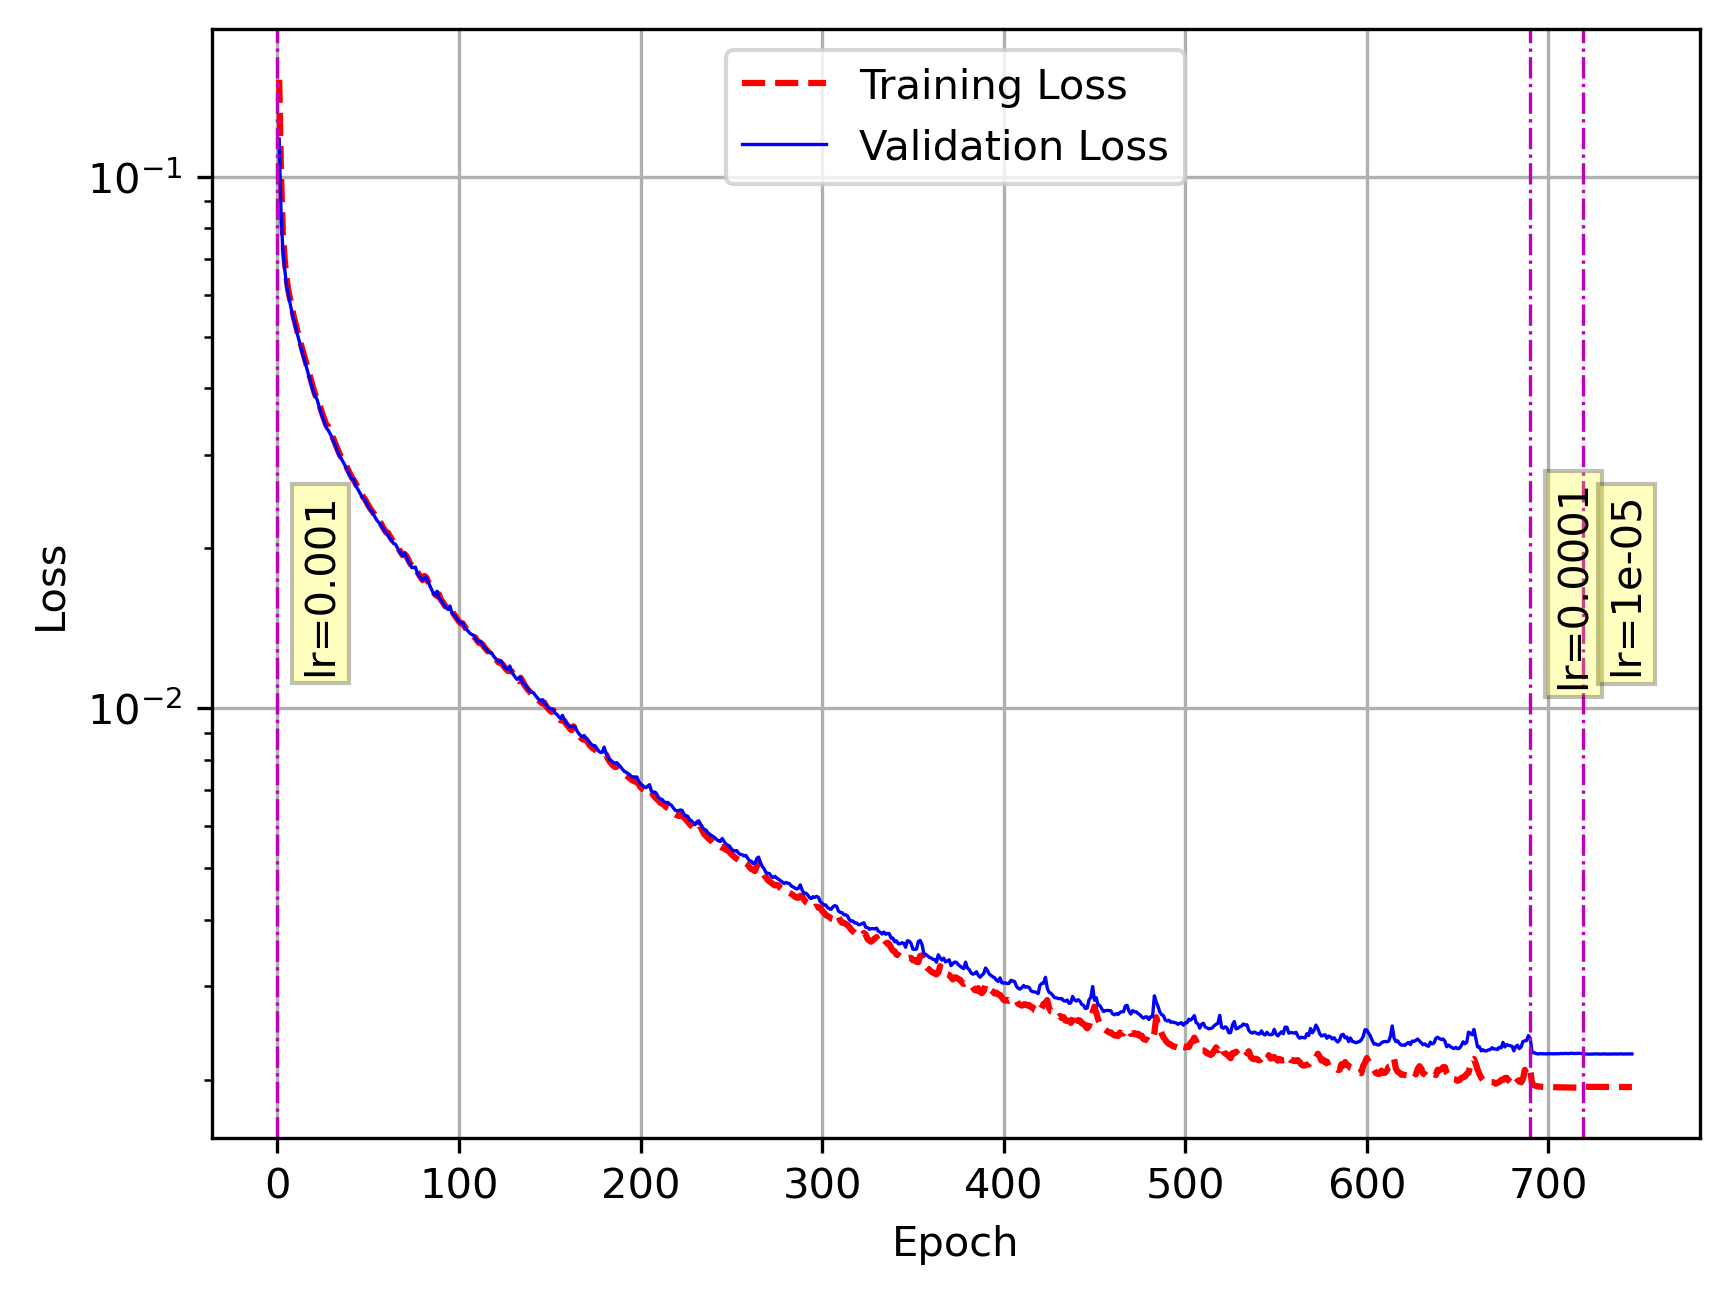 Training Loss
Validation Loss
10⁻¹
10⁻²
Loss
lr=0.001
lr=0.0001
lr=1e-05
0 100 200 300 400 500 600 700
Epoch